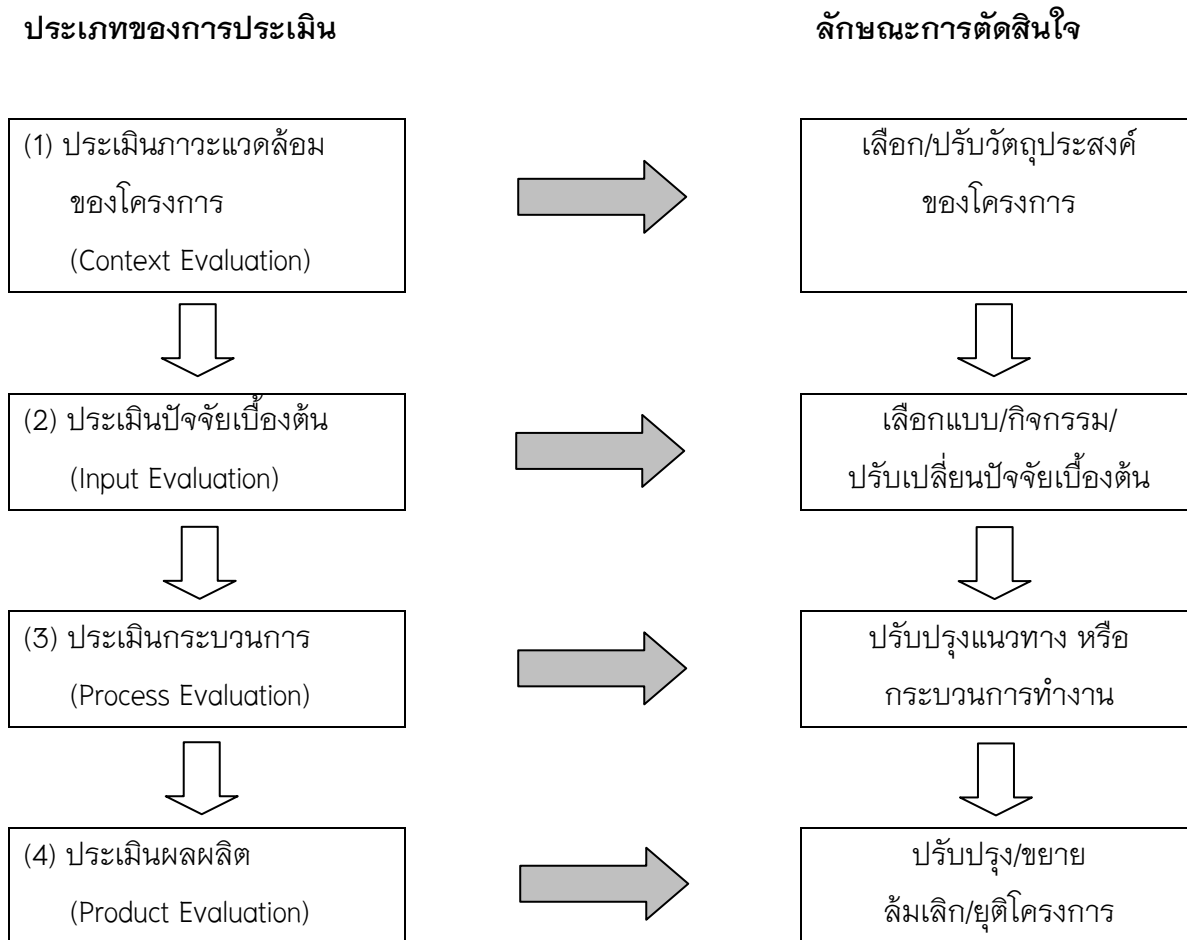 ประเภทของการประเมิน
ลักษณะการตัดสินใจ
(1) ประเมินภาวะแวดล้อม
ของโครงการ
(Context Evaluation)
เลือก/ปรับวัตถุประสงค์
ของโครงการ
(2) ประเมินปัจจัยเบื้องต้น
(Input Evaluation)
เลือกแบบ/กิจกรรม/
ปรับเปลี่ยนปัจจัยเบื้องต้น
(3) ประเมินกระบวนการ
(Process Evaluation)
ปรับปรุงแนวทาง หรือ
กระบวนการทำงาน
(4) ประเมินผลผลิต
(Product Evaluation)
ปรับปรุง/ขยาย
ล้มเลิก/ยุติโครงการ